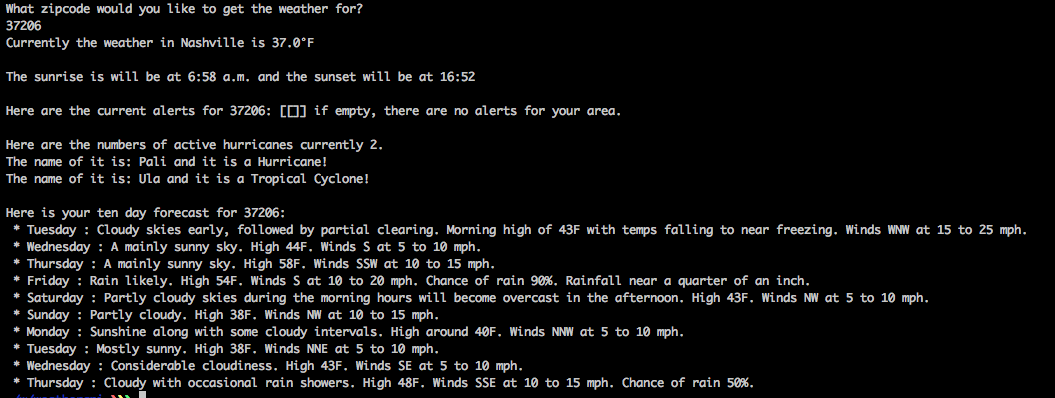 What zipcode would you like to get the weather for?
37206
Currently the weather in Nashville is 37.0°F
The sunrise is will be at 6:58 a.m. and the sunset will be at 16:52
Here are the current alerts for 37206: [[]] if empty, there are no alerts for your area.
Here are the numbers of active hurricanes currently 2.
The name of it is: Pali and it is a Hurricane!
The name of it is: Ula and it is a Tropical Cyclone!
Here is your ten day forecast for 37206:
* Tuesday : Cloudy skies early, followed by partial clearing. Morning high of 43F with temps falling to near freezing. Winds WNW at 15 to 25 mph.
* Wednesday : A mainly sunny sky. High 44F. Winds S at 5 to 10 mph.
* Thursday : A mainly sunny sky. High 58F. Winds SSW at 10 to 15 mph.
* Friday : Rain likely. High 54F. Winds S at 10 to 20 mph. Chance of rain 90%. Rainfall near a quarter of an inch.
* Saturday : Partly cloudy skies during the morning hours will become overcast in the afternoon. High 43F. Winds NW at 5 to 10 mph.
* Sunday : Partly cloudy. High 38F. Winds NW at 10 to 15 mph.
* Monday : Sunshine along with some cloudy intervals. High around 40F. Winds NNW at 5 to 10 mph.
* Tuesday : Mostly sunny. High 38F. Winds NNE at 5 to 10 mph.
* Wednesday : Considerable cloudiness. High 43F. Winds SE at 5 to 10 mph.
* Thursday : Cloudy with occasional rain showers. High 48F. Winds SSE at 10 to 15 mph. Chance of rain 50%.